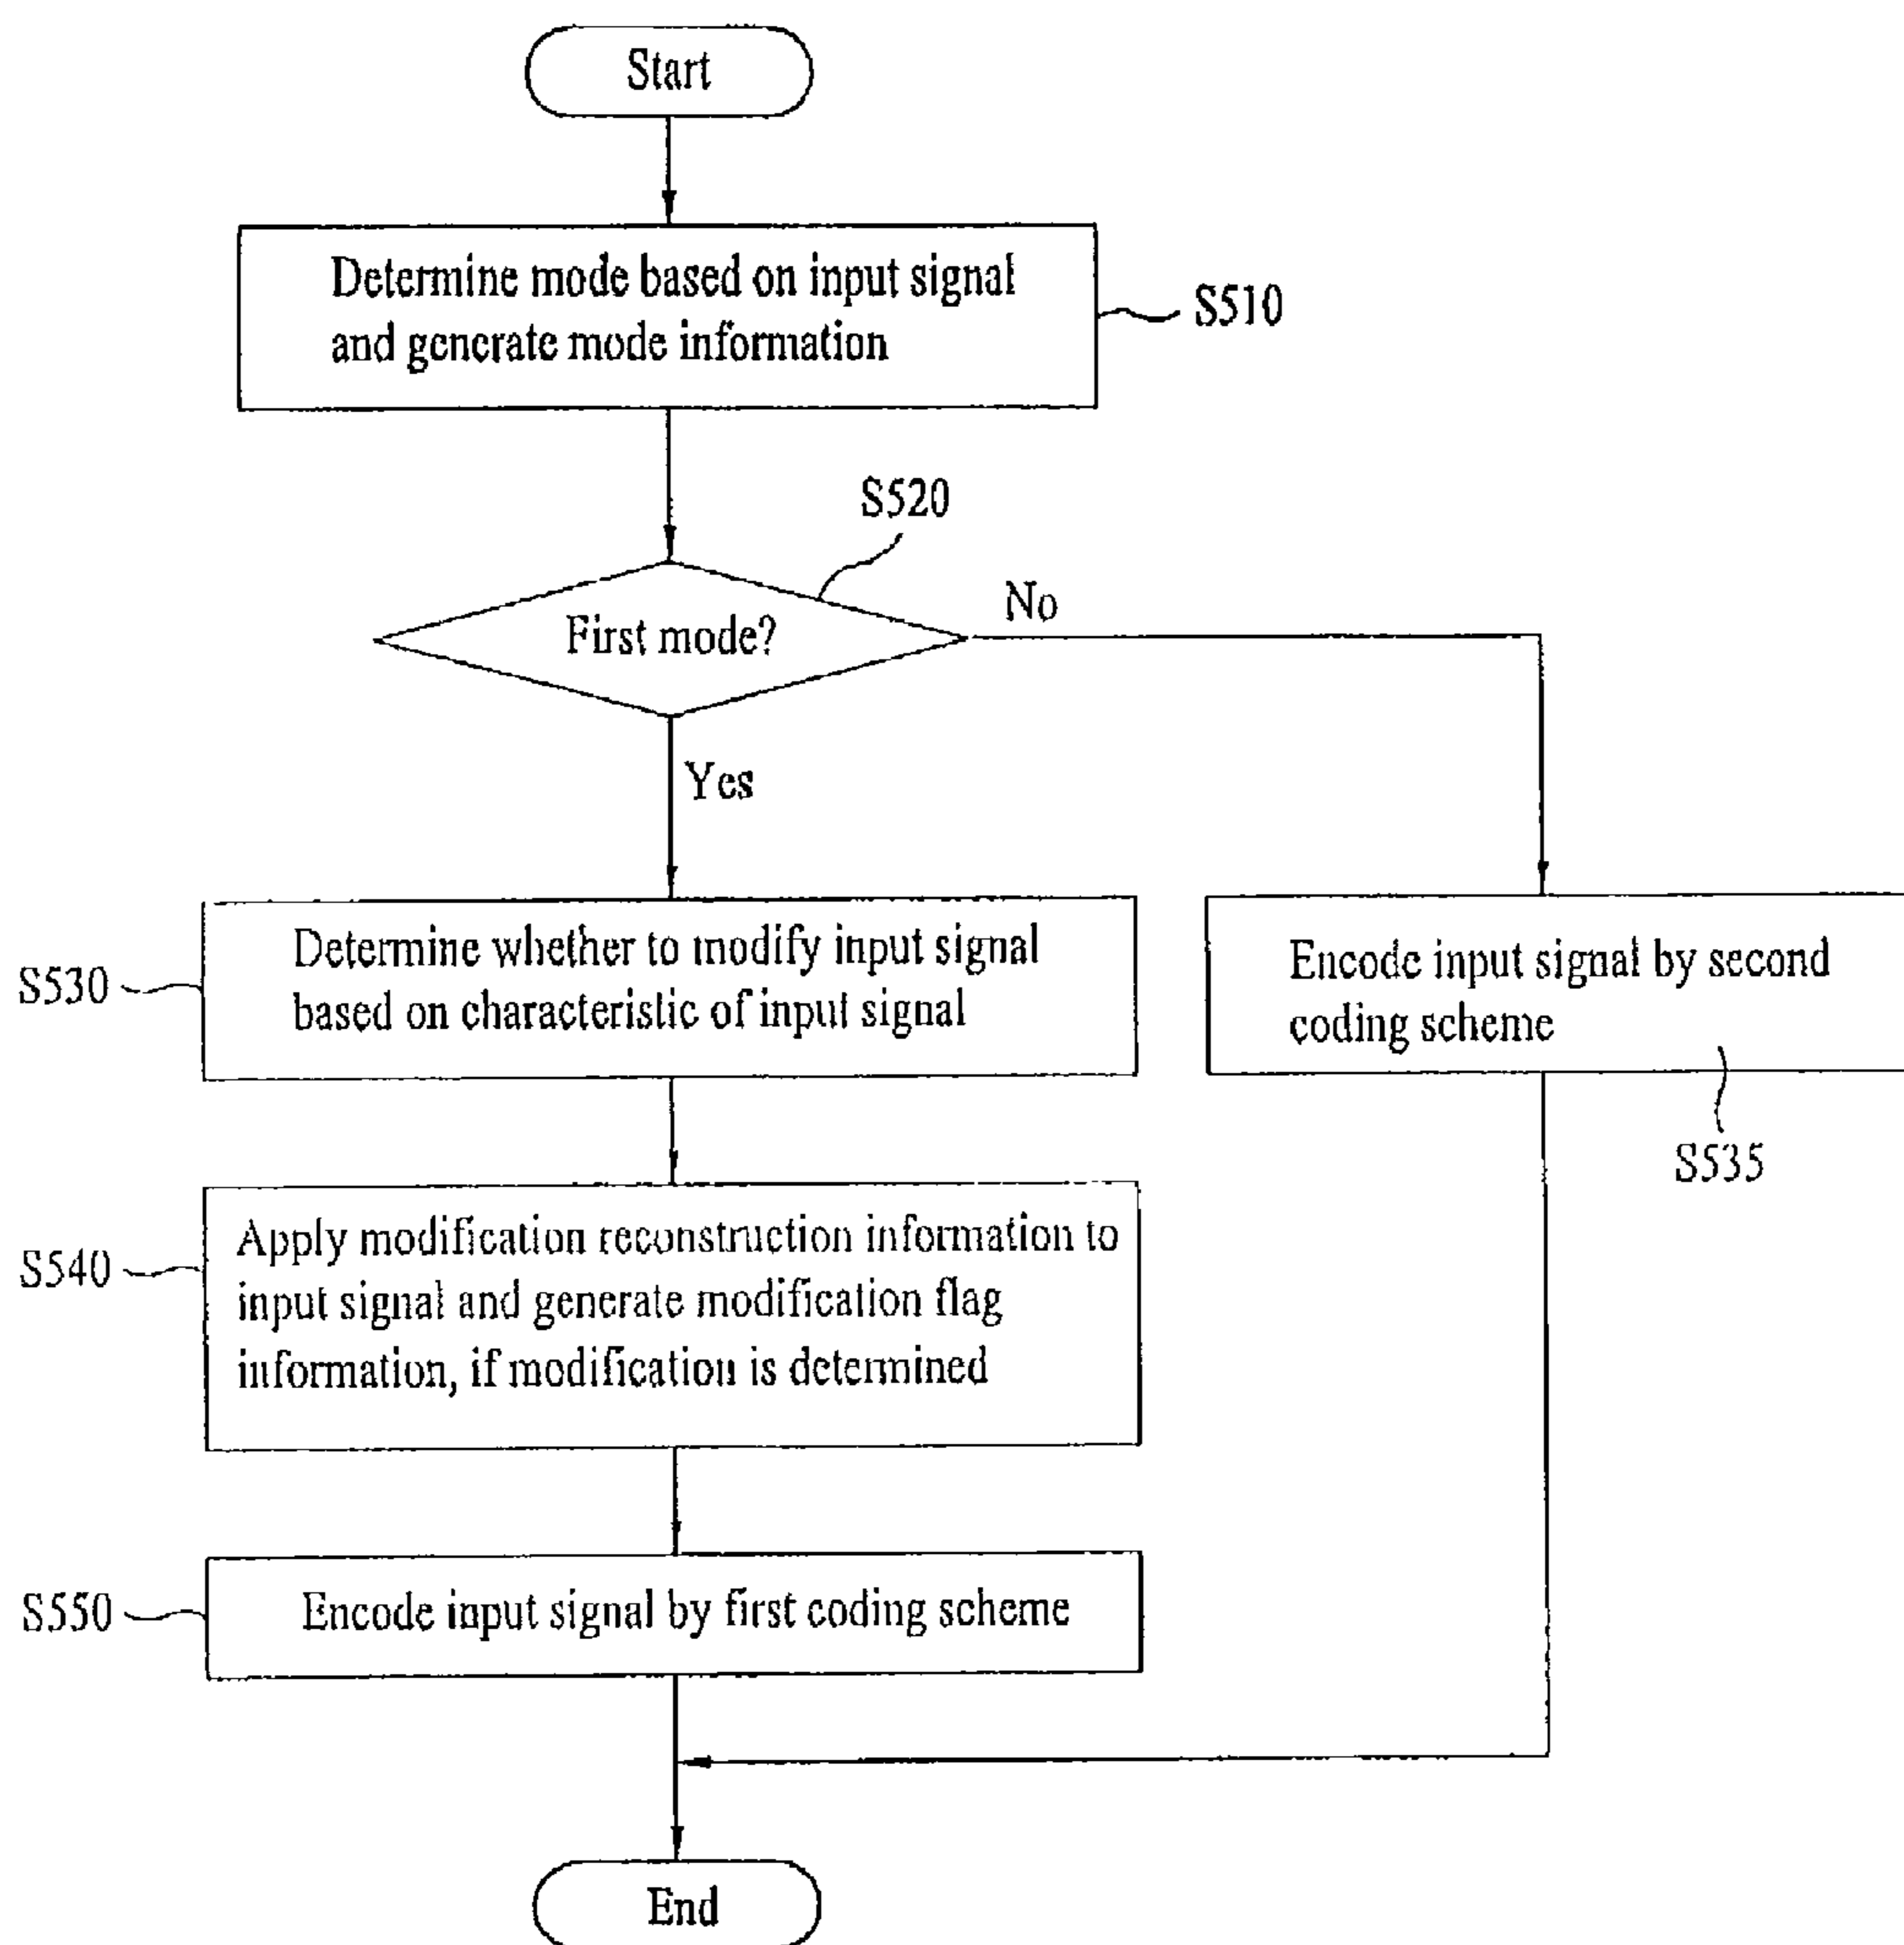 Start
Determine mode based on input signal
and generate mode information
S510
S520
First mode?
No
Yes
S530
Determine whether to modify input signal
based on characteristic of input signal
Encode input signal by second
coding scheme
S535
S540
Apply modification reconstruction information to
input signal and generate modification flag
information, if modification is determined
S550
Encode input signal by first coding scheme
End